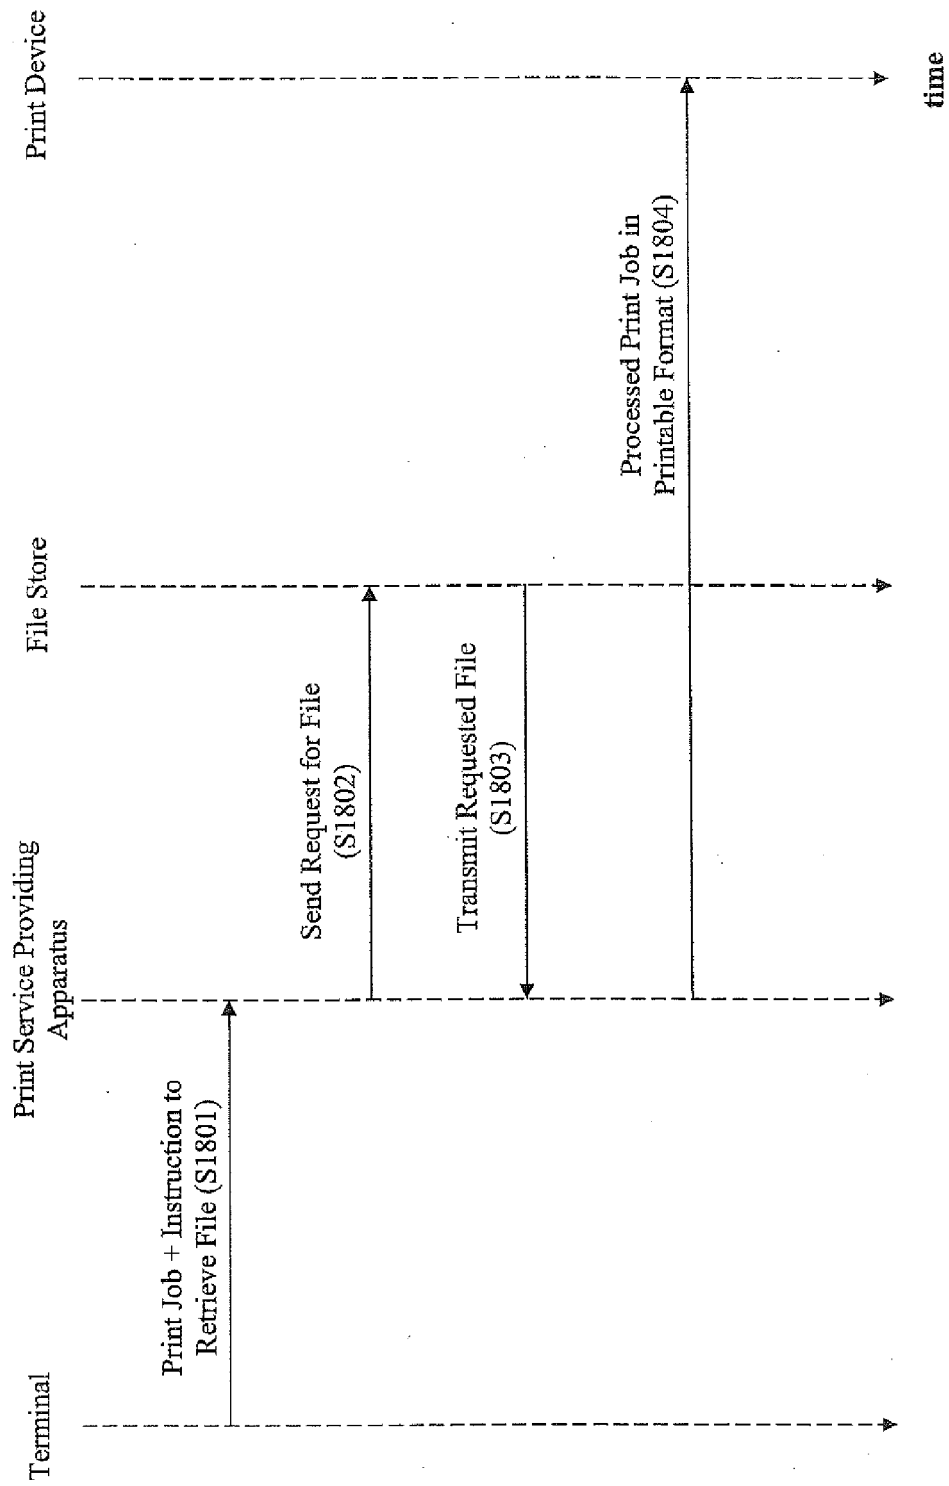 Terminal
Print Service Providing
Apparatus
File Store
Print Device
Print Job + Instruction to
Retrieve File (S1801)
Send Request for File
(S1802)
Transmit Requested File
(S1803)
Processed Print Job in
Printable Format (S1804)
time